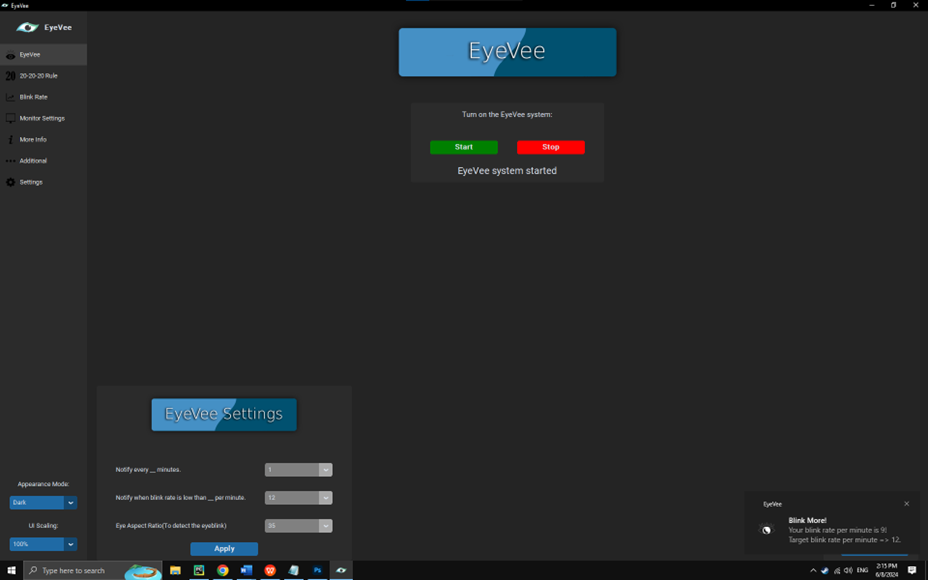 EyeVee
EyeVee
EyeVee
20 20-20-20 Rule
Blink Rate
Monitor Settings
More Info
Additional
Settings
Appearance Mode:
Dark
UI Scaling:
100%
EyeVee
Turn on the EyeVee system:
Start Stop
EyeVee system started
EyeVee Settings
Notify every __ minutes. 1
Notify when blink rate is low than __ per minute. 12
Eye Aspect Ratio(To detect the eyeblink) 35
Apply
EyeVee
Blink More!
Your blink rate per minute is 9!
Target blink rate per minute => 12.
Type here to search
ENG
2:15 PM
6/8/2024